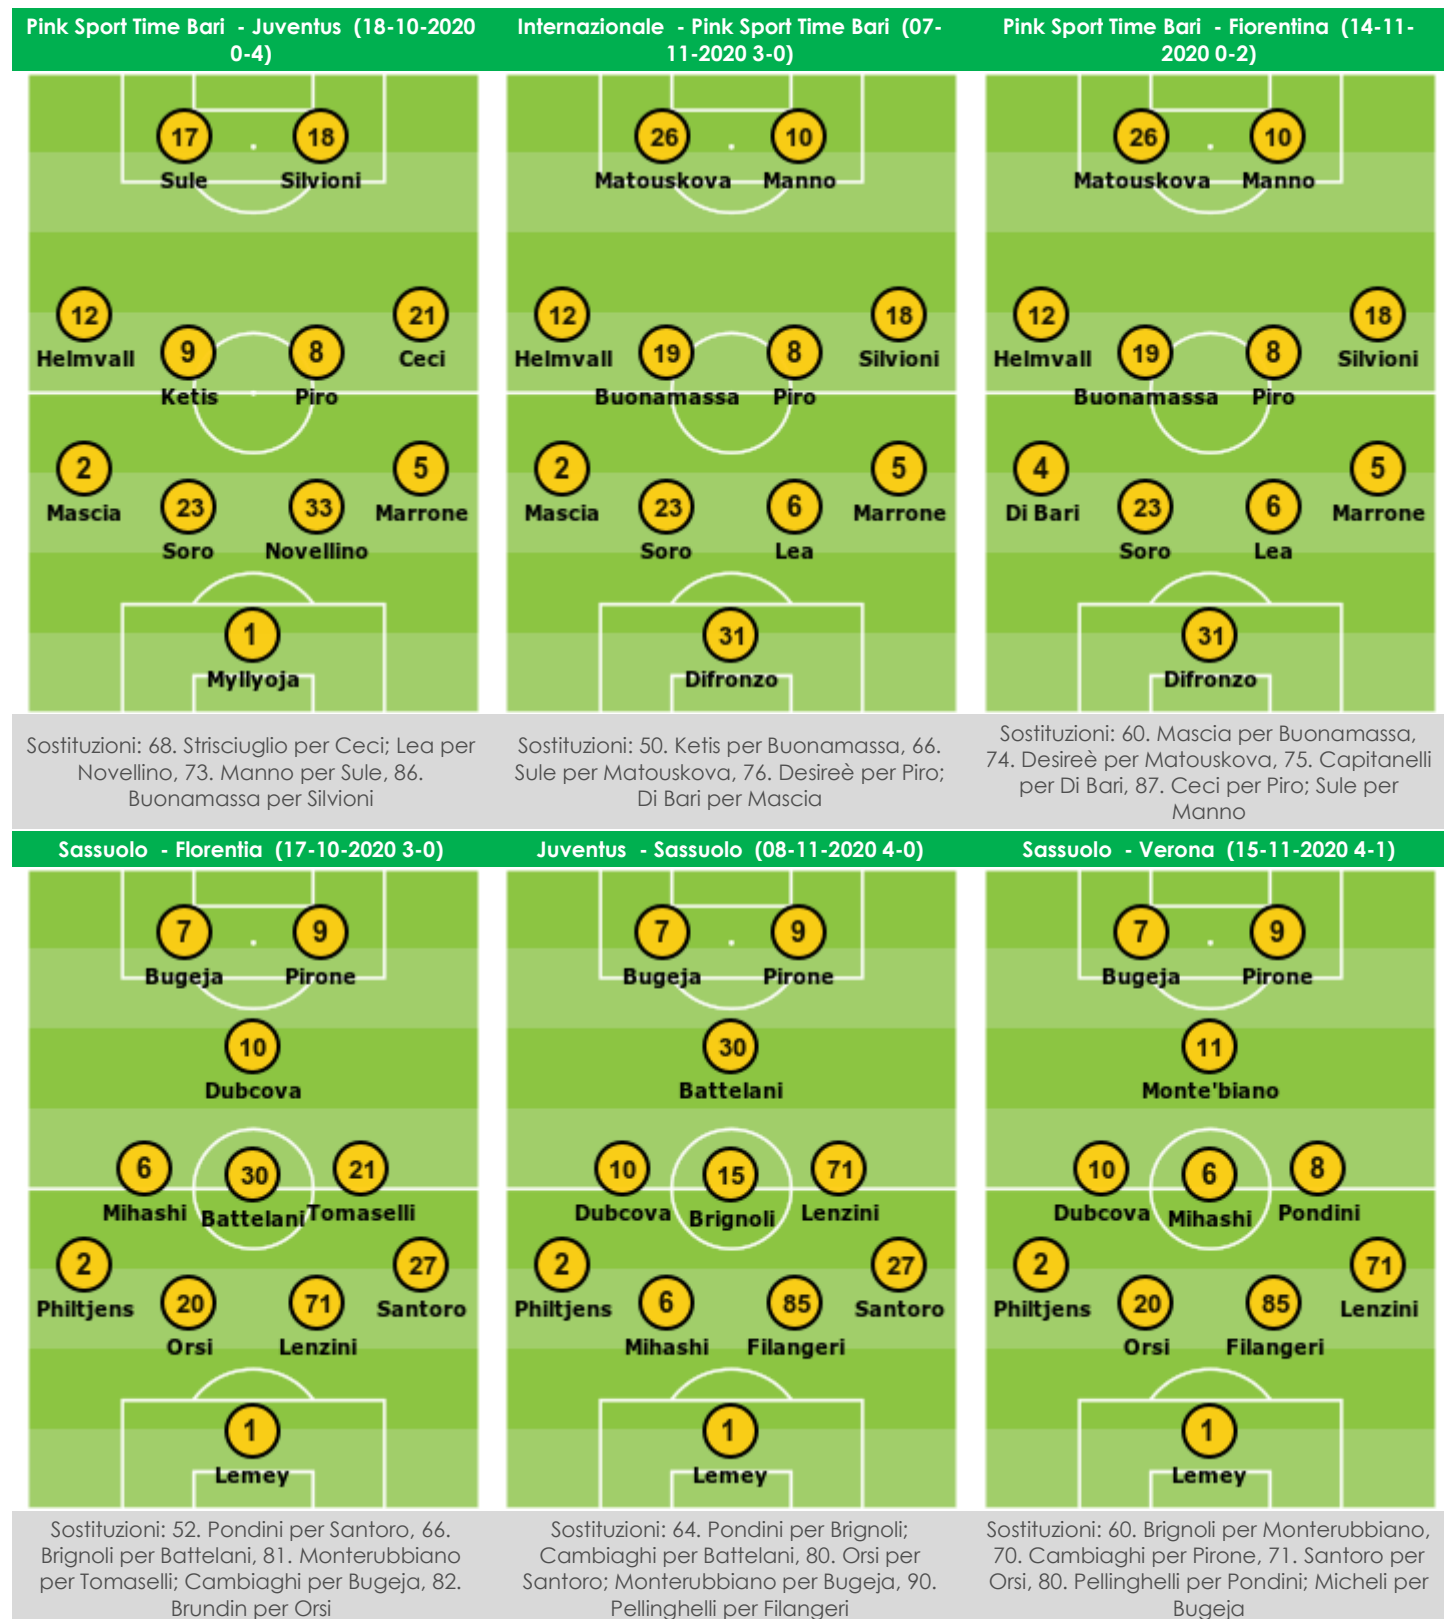 Pink Sport Time Bari - Juventus (18-10-2020
0-4)
17
18
Sule
Silvioni
12
21
Helmvall
9
8
Ceci
Ketis
Piro
2
5
Mascia
23
33
Marrone
Soro
Novellino
1
Myllyoja
Sostituzioni: 68. Strisciuglio per Ceci; Lea per
Novellino, 73. Manno per Sule, 86.
Buonamassa per Silvioni
Internazionale - Pink Sport Time Bari (07-
11-2020 3-0)
26
10
Matouskova
Manno
12
18
Helmvall
19
8
Silvioni
Buonamassa
Piro
2
5
Mascia
23
6
Marrone
Soro
Lea
31
Difronzo
Sostituzioni: 50. Ketis per Buonamassa, 66.
Sule per Matouskova, 76. Desireè per Piro;
Di Bari per Mascia
Pink Sport Time Bari - Fiorentina (14-11-
2020 0-2)
26
10
Matouskova
Manno
12
18
Helmvall
19
8
Silvioni
Buonamassa
Piro
4
5
Di Bari
23
6
Marrone
Soro
Lea
31
Difronzo
Sostituzioni: 60. Mascia per Buonamassa,
74. Desireè per Matouskova, 75. Capitanelli
per Di Bari, 87. Ceci per Piro; Sule per
Manno
Sassuolo - Florentia (17-10-2020 3-0)
7
9
Bugeja
Pirone
10
Dubcova
6
30
21
Mihashi
Battelani
Tomaselli
2
27
Philtjens
20
71
Santoro
Orsi
Lenzini
1
Lemey
Sostituzioni: 52. Pondini per Santoro, 66.
Brignoli per Battelani, 81. Monterubbiano
per Tomaselli; Cambiaghi per Bugeja, 82.
Brundin per Orsi
Juventus - Sassuolo (08-11-2020 4-0)
7
9
Bugeja
Pirone
30
Battelani
10
15
71
Dubcova
Brignoli
Lenzini
2
27
Philtjens
6
85
Santoro
Mihashi
Filangeri
1
Lemey
Sostituzioni: 64. Pondini per Brignoli;
Cambiaghi per Battelani, 80. Orsi per
Santoro; Monterubbiano per Bugeja, 90.
Pellinghelli per Filangeri
Sassuolo - Verona (15-11-2020 4-1)
7
9
Bugeja
Pirone
11
Monte'biano
10
6
8
Dubcova
Mihashi
Pondini
2
71
Philtjens
20
85
Lenzini
Orsi
Filangeri
1
Lemey
Sostituzioni: 60. Brignoli per Monterubbiano,
70. Cambiaghi per Pirone, 71. Santoro per
Orsi, 80. Pellinghelli per Pondini; Micheli per
Bugeja